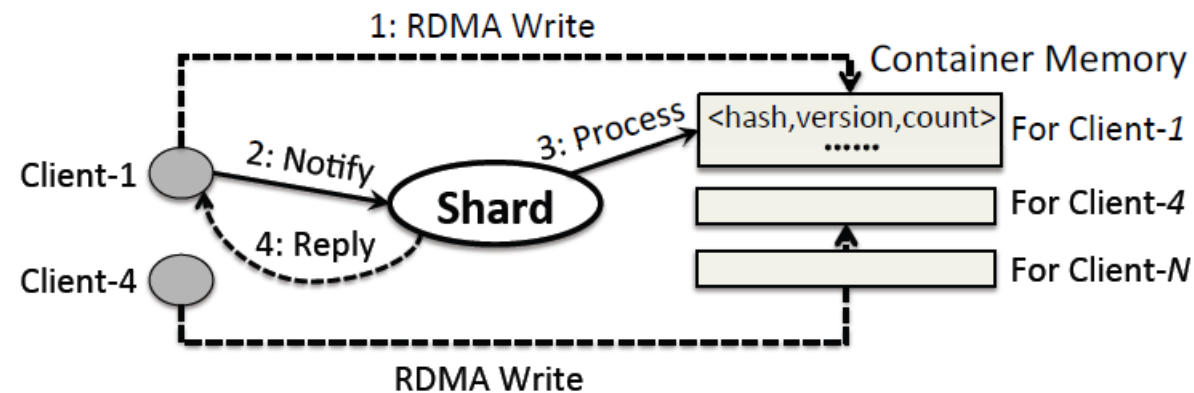 1: RDMA Write
Container Memory
<hash,version,count>
......
For Client-1
3: Process
2: Notify
Client-1
Shard
For Client-4
4: Reply
Client-4
For Client-N
RDMA Write